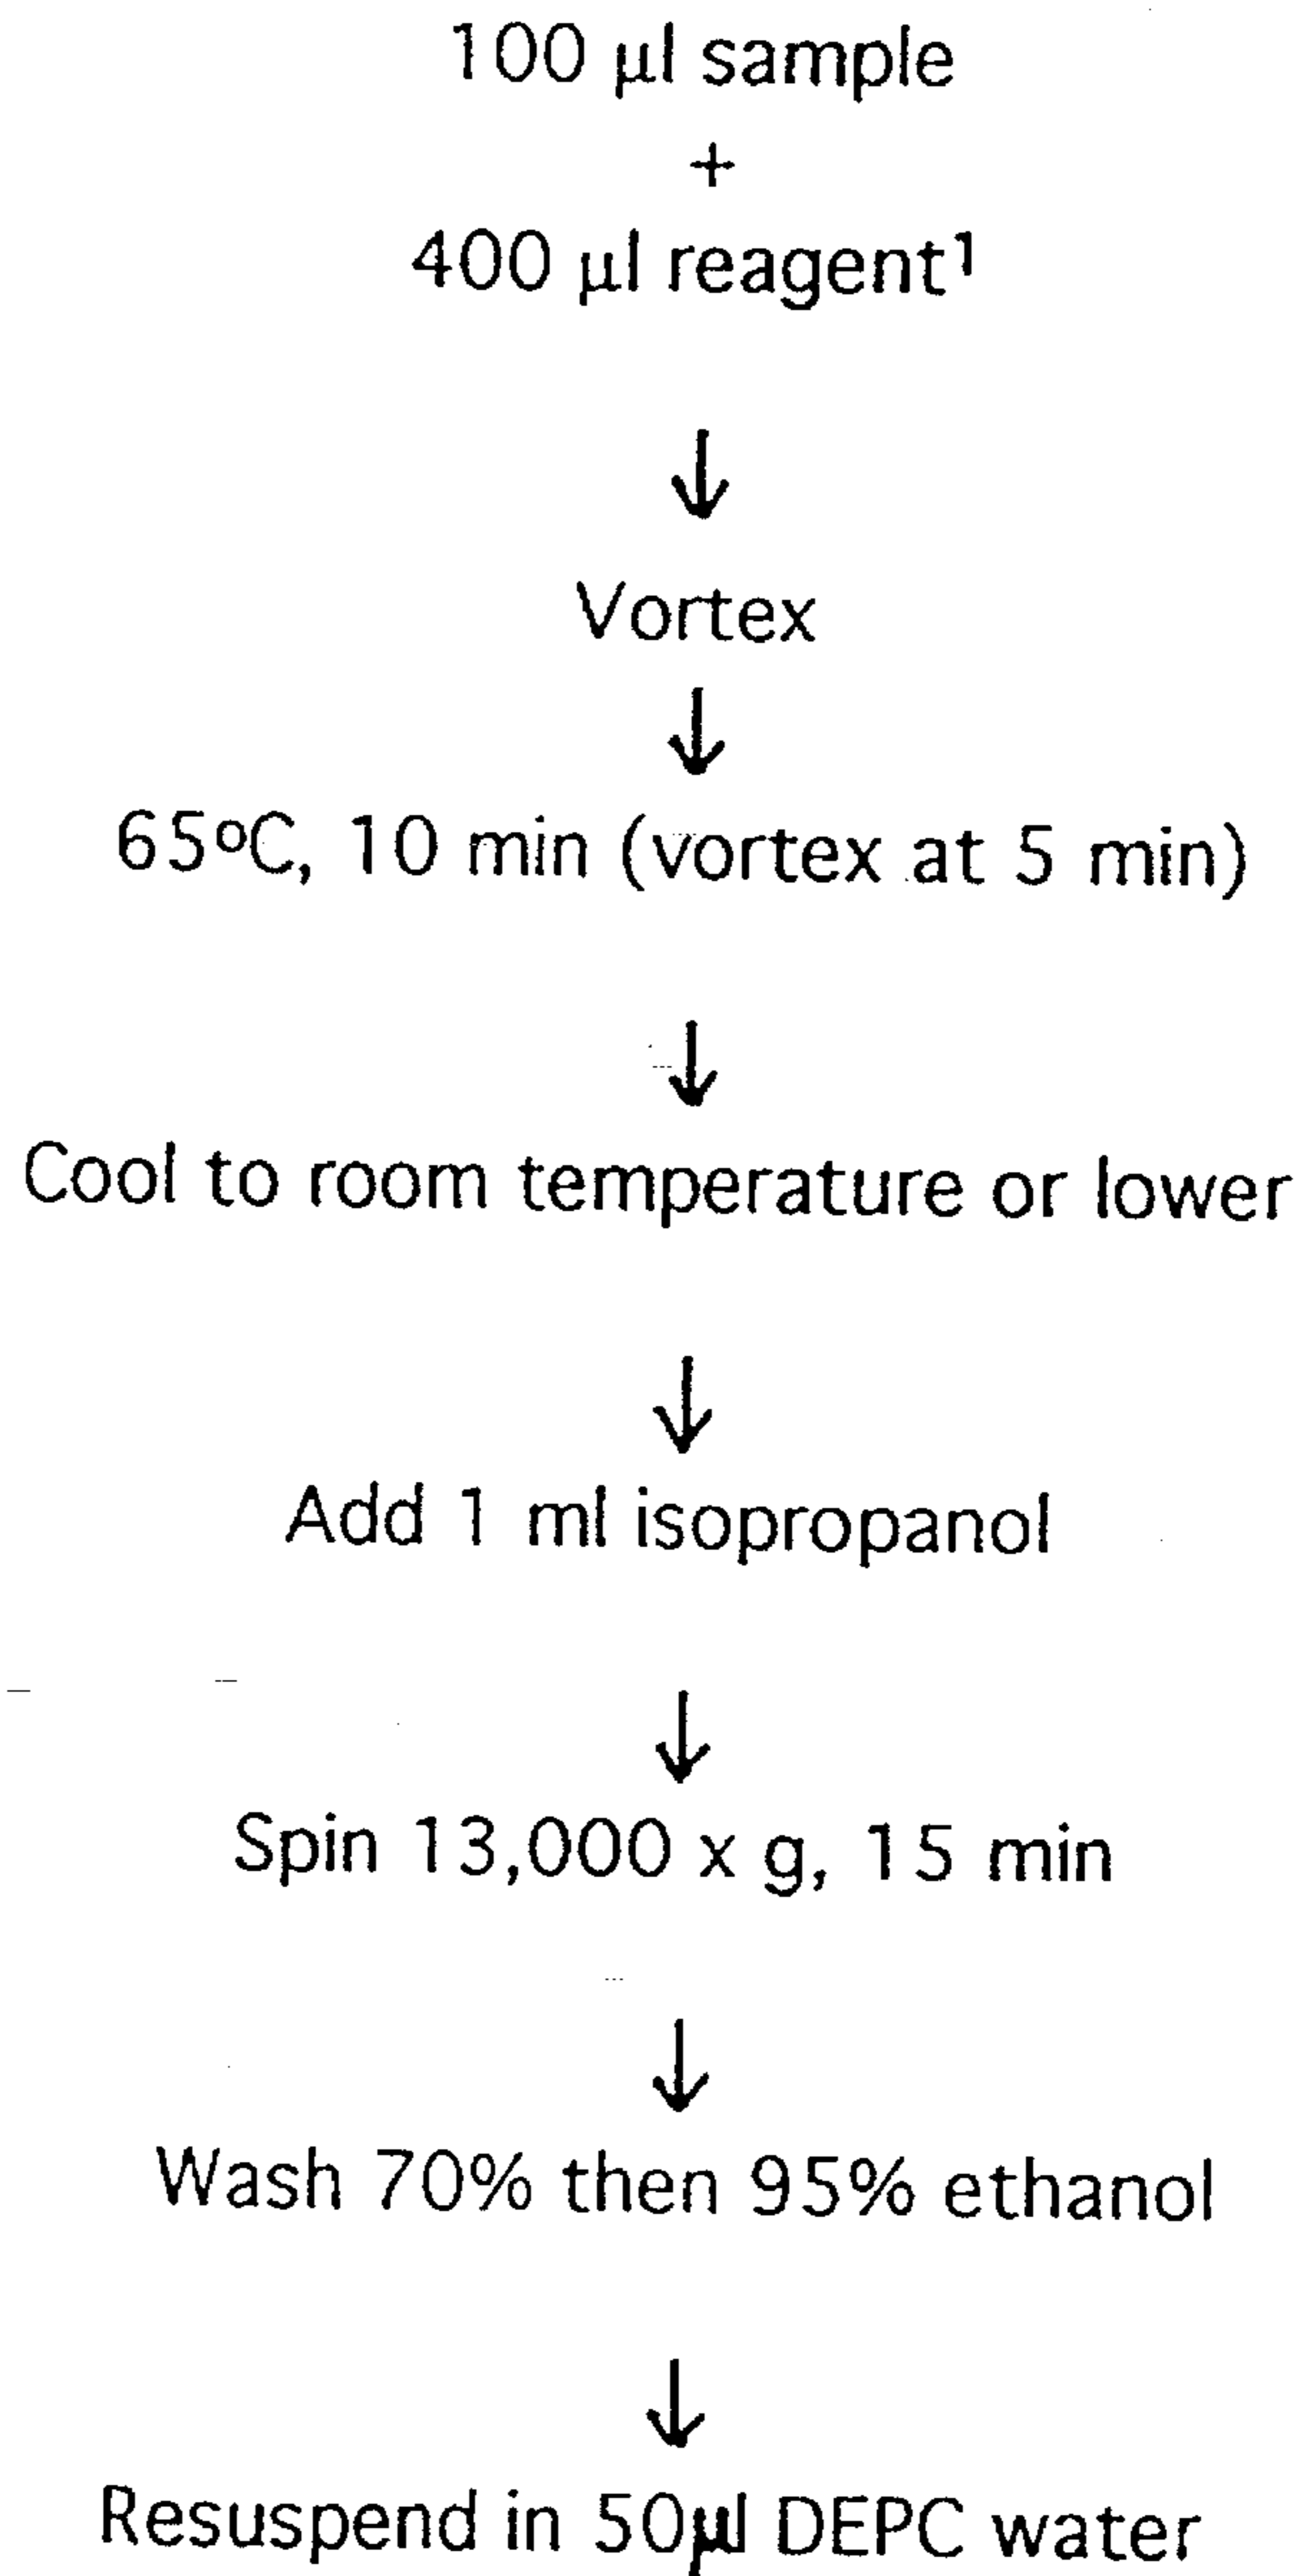 100 µl sample
+
400 µl reagent¹
Vortex
65ºC, 10 min (vortex at 5 min)
Cool to room temperature or lower
Add 1 ml isopropanol
Spin 13,000 x g, 15 min
Wash 70% then 95% ethanol
Resuspend in 50µl DEPC water